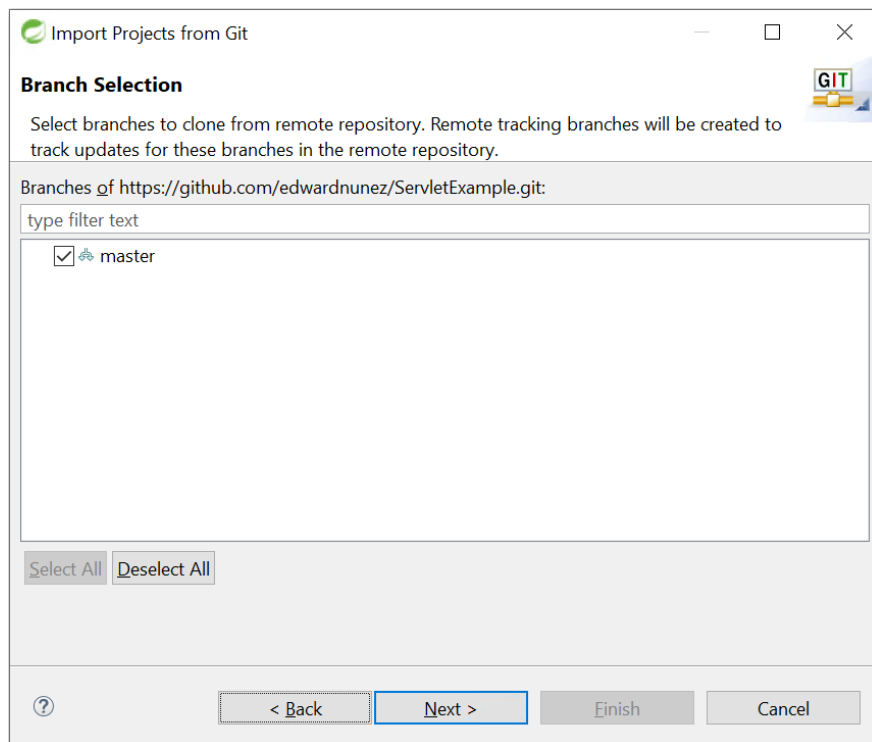 Import Projects from Git
Branch Selection
GIT
Select branches to clone from remote repository. Remote tracking branches will be created to
track updates for these branches in the remote repository.
Branches of https://github.com/edwardnunez/ServletExample.git:
type filter text
master
Select All Deselect All
? < Back Next > Finish Cancel